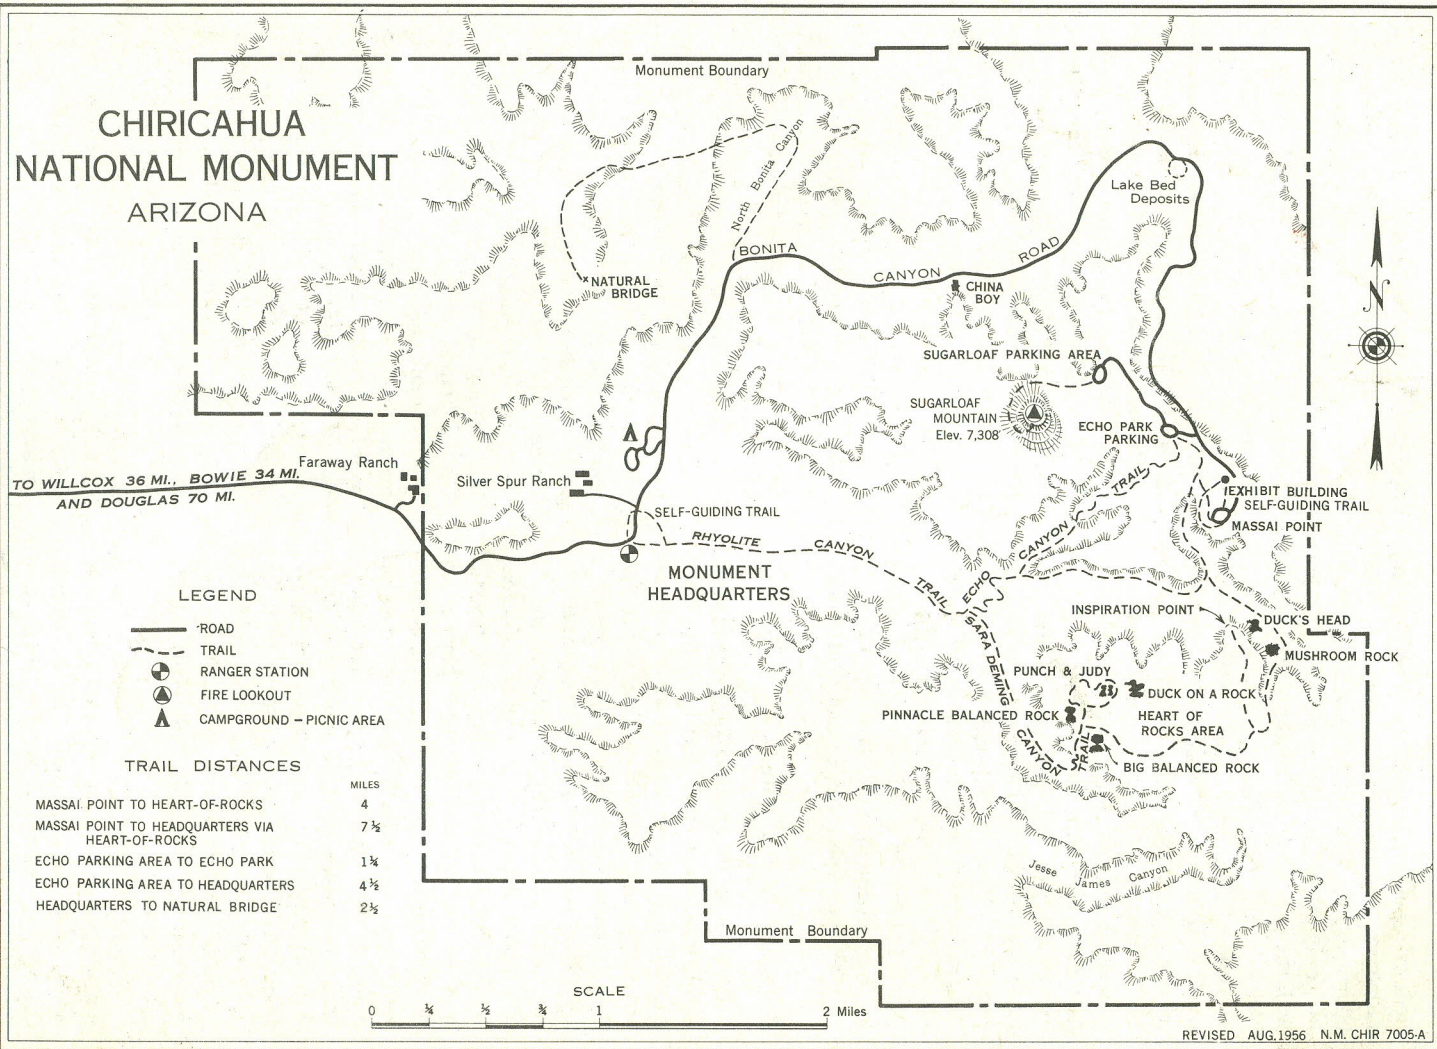 CHIRICAHUA
NATIONAL MONUMENT
ARIZONA
Monument Boundary
North Bonita Canyon
Lake Bed
Deposits
BONITA
CANYON
ROAD
NATURAL
BRIDGE
CHINA
BOY
N
SUGARLOAF PARKING AREA
SUGARLOAF
MOUNTAIN
Elev. 7,308'
ECHO PARK
PARKING
Faraway Ranch
TO WILLCOX 36 MI., BOWIE 34 MI.
AND DOUGLAS 70 MI.
Silver Spur Ranch
SELF-GUIDING TRAIL
EXHIBIT BUILDING
SELF-GUIDING TRAIL
MASSAI POINT
RHYOLITE CANYON TRAIL
ECHO CANYON TRAIL
MONUMENT
HEADQUARTERS
SARA DEMING CANYON TRAIL
INSPIRATION POINT
DUCK'S HEAD
MUSHROOM ROCK
PUNCH & JUDY
DUCK ON A ROCK
PINNACLE BALANCED ROCK
HEART OF
ROCKS AREA
BIG BALANCED ROCK
Jesse James Canyon
LEGEND
ROAD
TRAIL
RANGER STATION
FIRE LOOKOUT
CAMPGROUND – PICNIC AREA
TRAIL DISTANCES
MILES
MASSAI POINT TO HEART-OF-ROCKS 4
MASSAI POINT TO HEADQUARTERS VIA 7½
HEART-OF-ROCKS
ECHO PARKING AREA TO ECHO PARK 1¼
ECHO PARKING AREA TO HEADQUARTERS 4½
HEADQUARTERS TO NATURAL BRIDGE 2½
Monument Boundary
SCALE
0 ¼ ½ ¾ 1 2 Miles
REVISED AUG. 1956 N.M. CHIR 7005-A